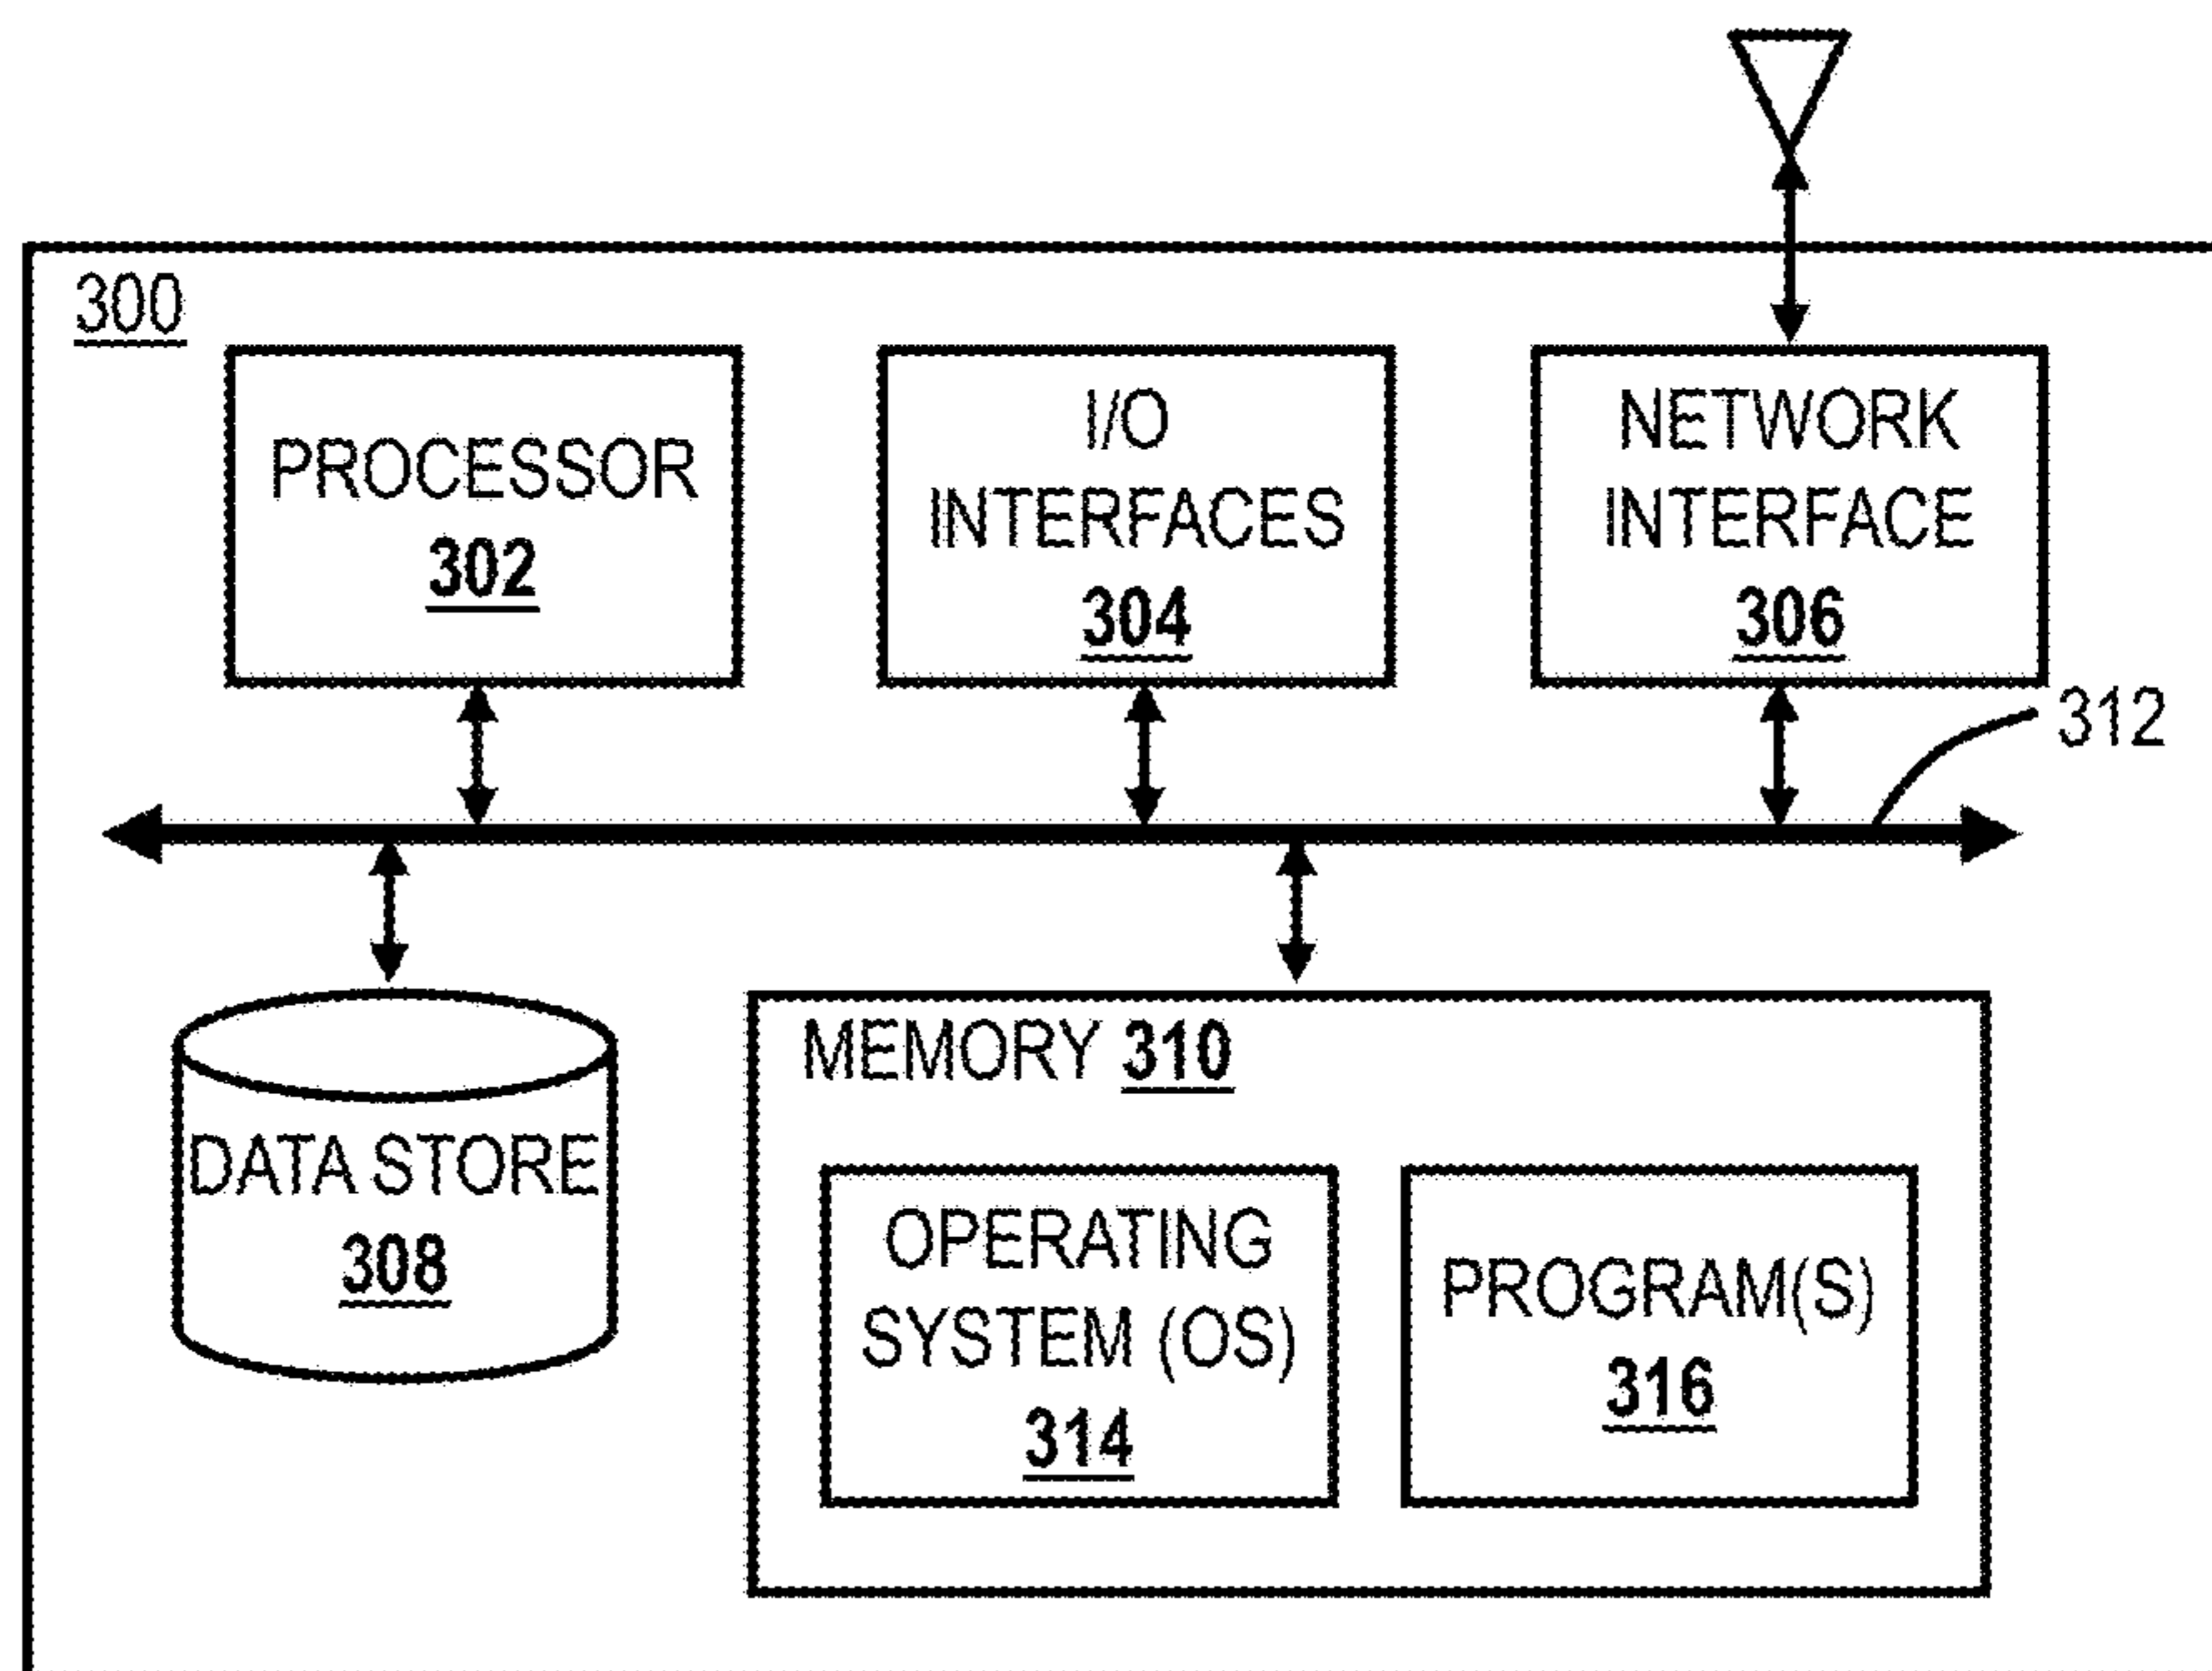 300
PROCESSOR
302
I/O
INTERFACES
304
NETWORK
INTERFACE
306
312
DATA STORE
308
MEMORY 310
OPERATING
SYSTEM (OS)
314
PROGRAM(S)
316